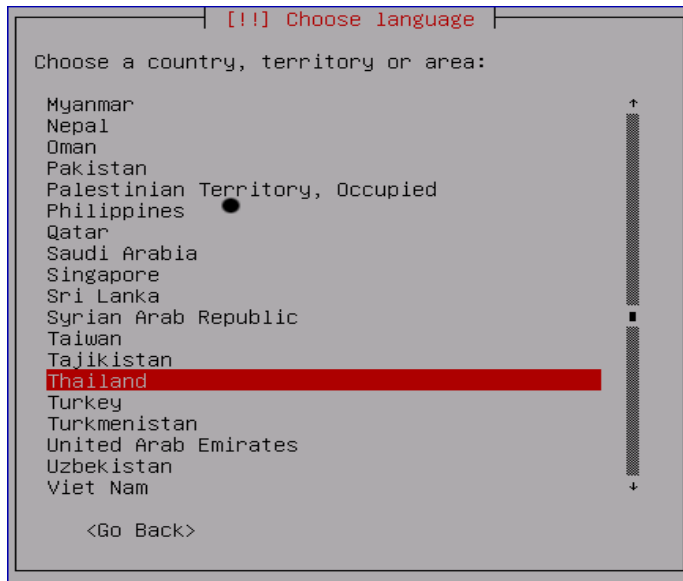 [!!] Choose language
Choose a country, territory or area:
Myanmar
Nepal
Oman
Pakistan
Palestinian Territory, Occupied
Philippines
Qatar
Saudi Arabia
Singapore
Sri Lanka
Syrian Arab Republic
Taiwan
Tajikistan
Thailand
Turkey
Turkmenistan
United Arab Emirates
Uzbekistan
Viet Nam
<Go Back>